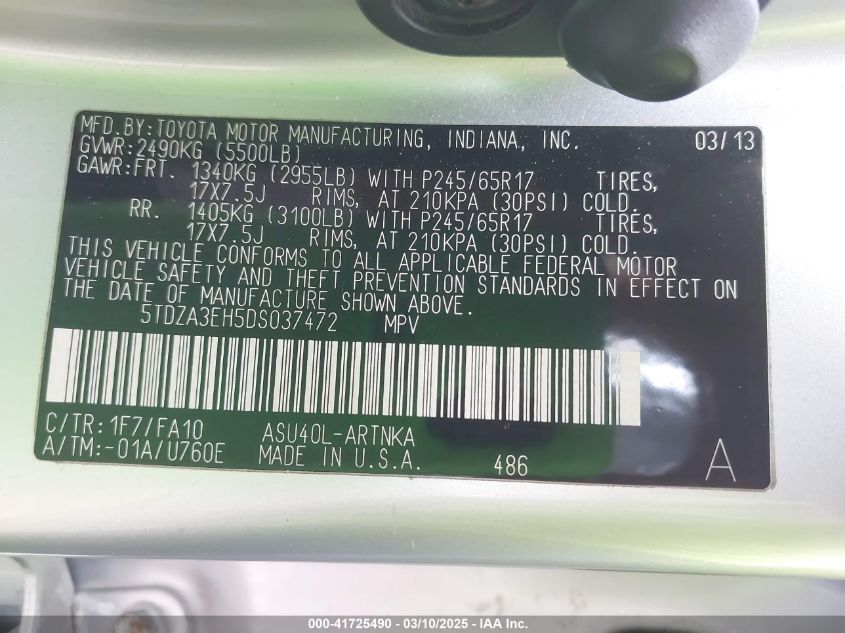 MFD.BY:TOYOTA MOTOR MANUFACTURING, INDIANA, INC. 03/13
GVWR:2490KG (5500LB)
GAWR:FRT. 1340KG (2955LB) WITH P245/65R17 TIRES,
17X7.5J RIMS, AT 210KPA (30PSI) COLD.
RR. 1405KG (3100LB) WITH P245/65R17 TIRES,
17X7.5J RIMS, AT 210KPA (30PSI) COLD.
THIS VEHICLE CONFORMS TO ALL APPLICABLE FEDERAL MOTOR
VEHICLE SAFETY AND THEFT PREVENTION STANDARDS IN EFFECT ON
THE DATE OF MANUFACTURE SHOWN ABOVE.
5TDZA3EH5DS037472 MPV
C/TR:1F7/FA10 ASU40L-ARTNKA
A/TM:-01A/U760E MADE IN U.S.A. 486 A
000-41725490 - 03/10/2025 - IAA Inc.